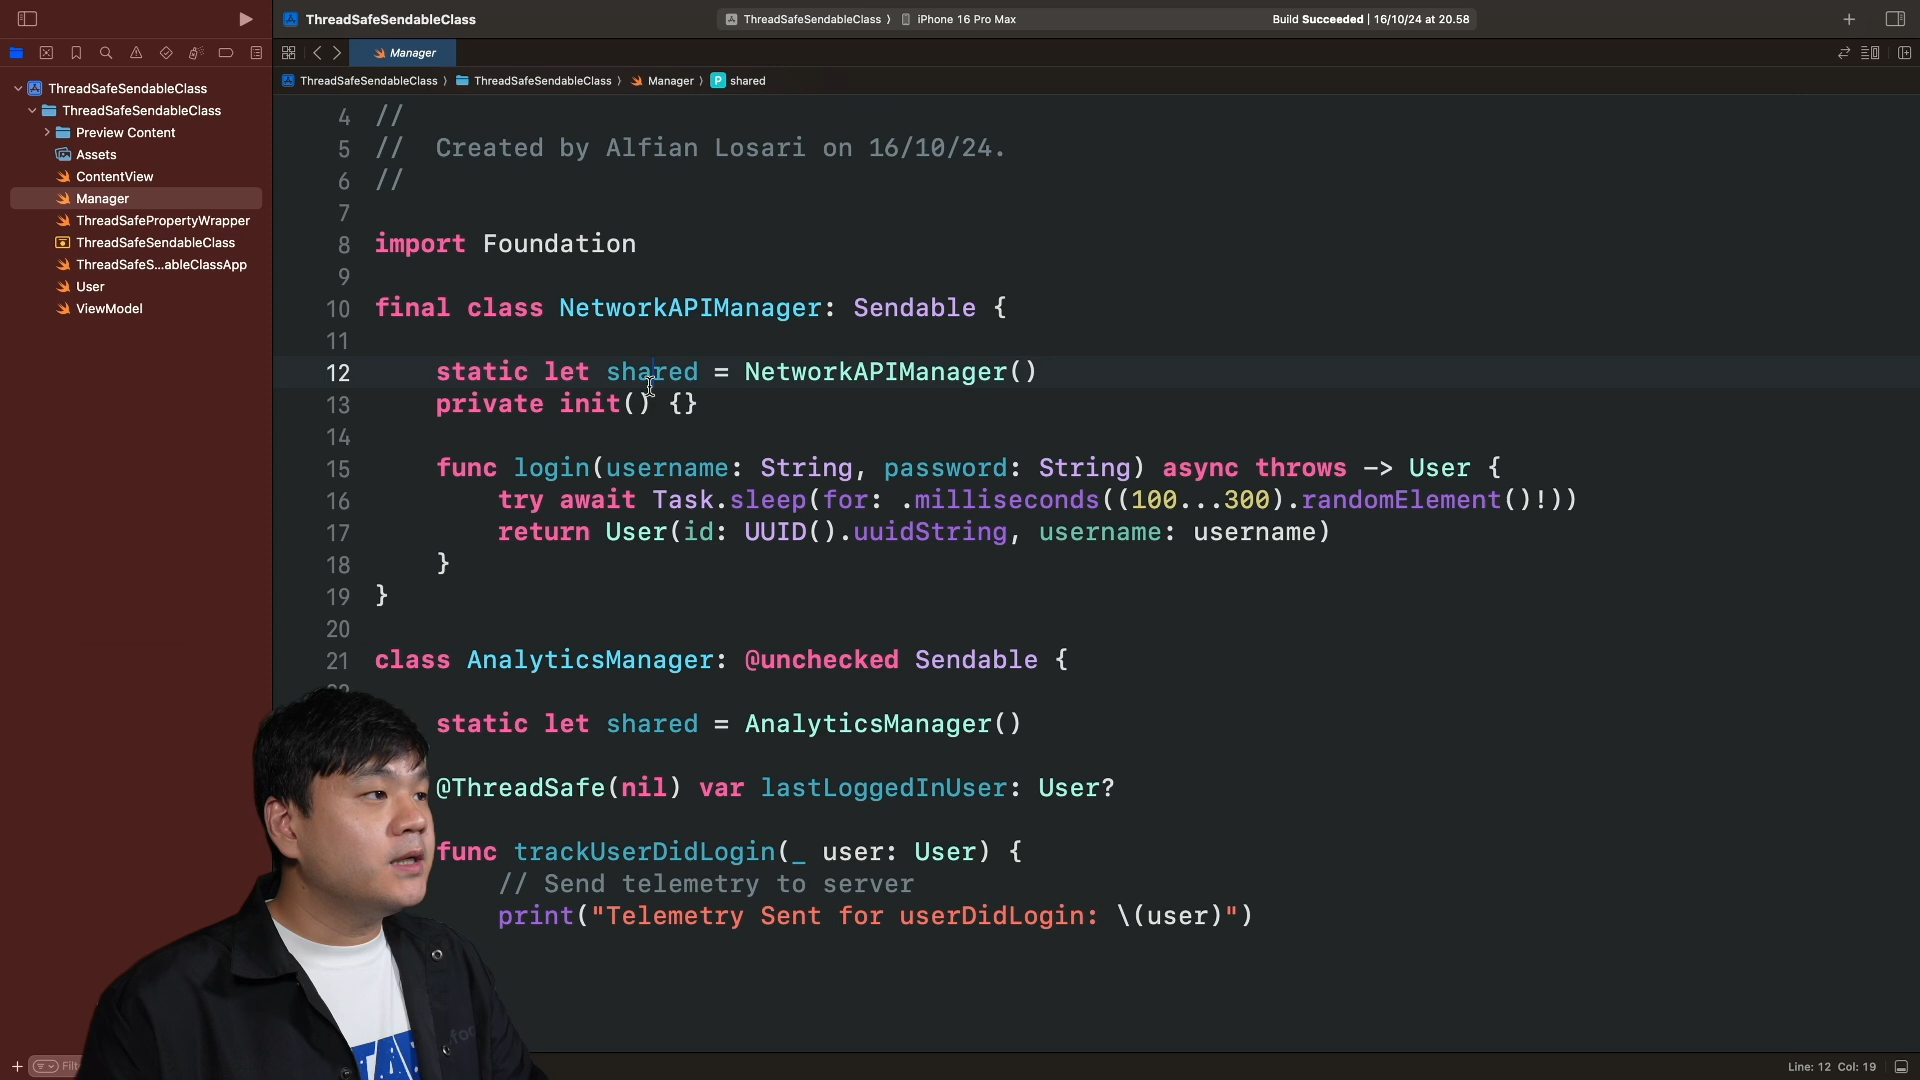 ThreadSafeSendableClass
ThreadSafeSendableClass 〉 iPhone 16 Pro Max
Build Succeeded | 16/10/24 at 20.58
Manager
ThreadSafeSendableClass 〉 ThreadSafeSendableClass 〉 Manager 〉 P shared
ThreadSafeSendableClass
ThreadSafeSendableClass
Preview Content
Assets
ContentView
Manager
ThreadSafePropertyWrapper
ThreadSafeSendableClass
ThreadSafeS...ableClassApp
User
ViewModel
4 //
5 // Created by Alfian Losari on 16/10/24.
6 //
7
8 import Foundation
9
10 final class NetworkAPIManager: Sendable {
11
12 static let shared = NetworkAPIManager()
13 private init() {}
14
15 func login(username: String, password: String) async throws -> User {
16 try await Task.sleep(for: .milliseconds((100...300).randomElement()!))
17 return User(id: UUID().uuidString, username: username)
18 }
19 }
20
21 class AnalyticsManager: @unchecked Sendable {
22
static let shared = AnalyticsManager()
@ThreadSafe(nil) var lastLoggedInUser: User?
func trackUserDidLogin(_ user: User) {
// Send telemetry to server
print("Telemetry Sent for userDidLogin: \(user)")
Line: 12 Col: 19